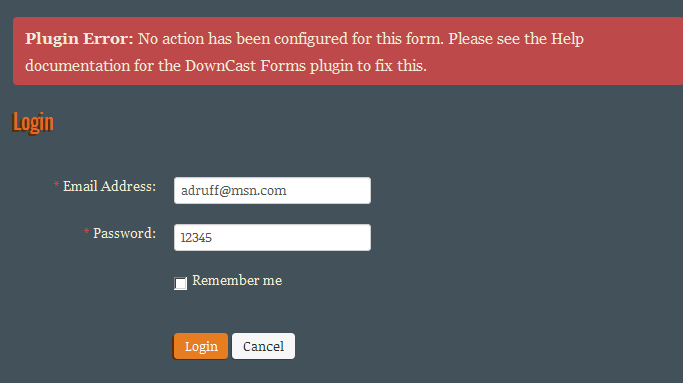 Plugin Error: No action has been configured for this form. Please see the Help
documentation for the DownCast Forms plugin to fix this.
Login
* Email Address: adruff@msn.com
* Password: 12345
Remember me
Login Cancel